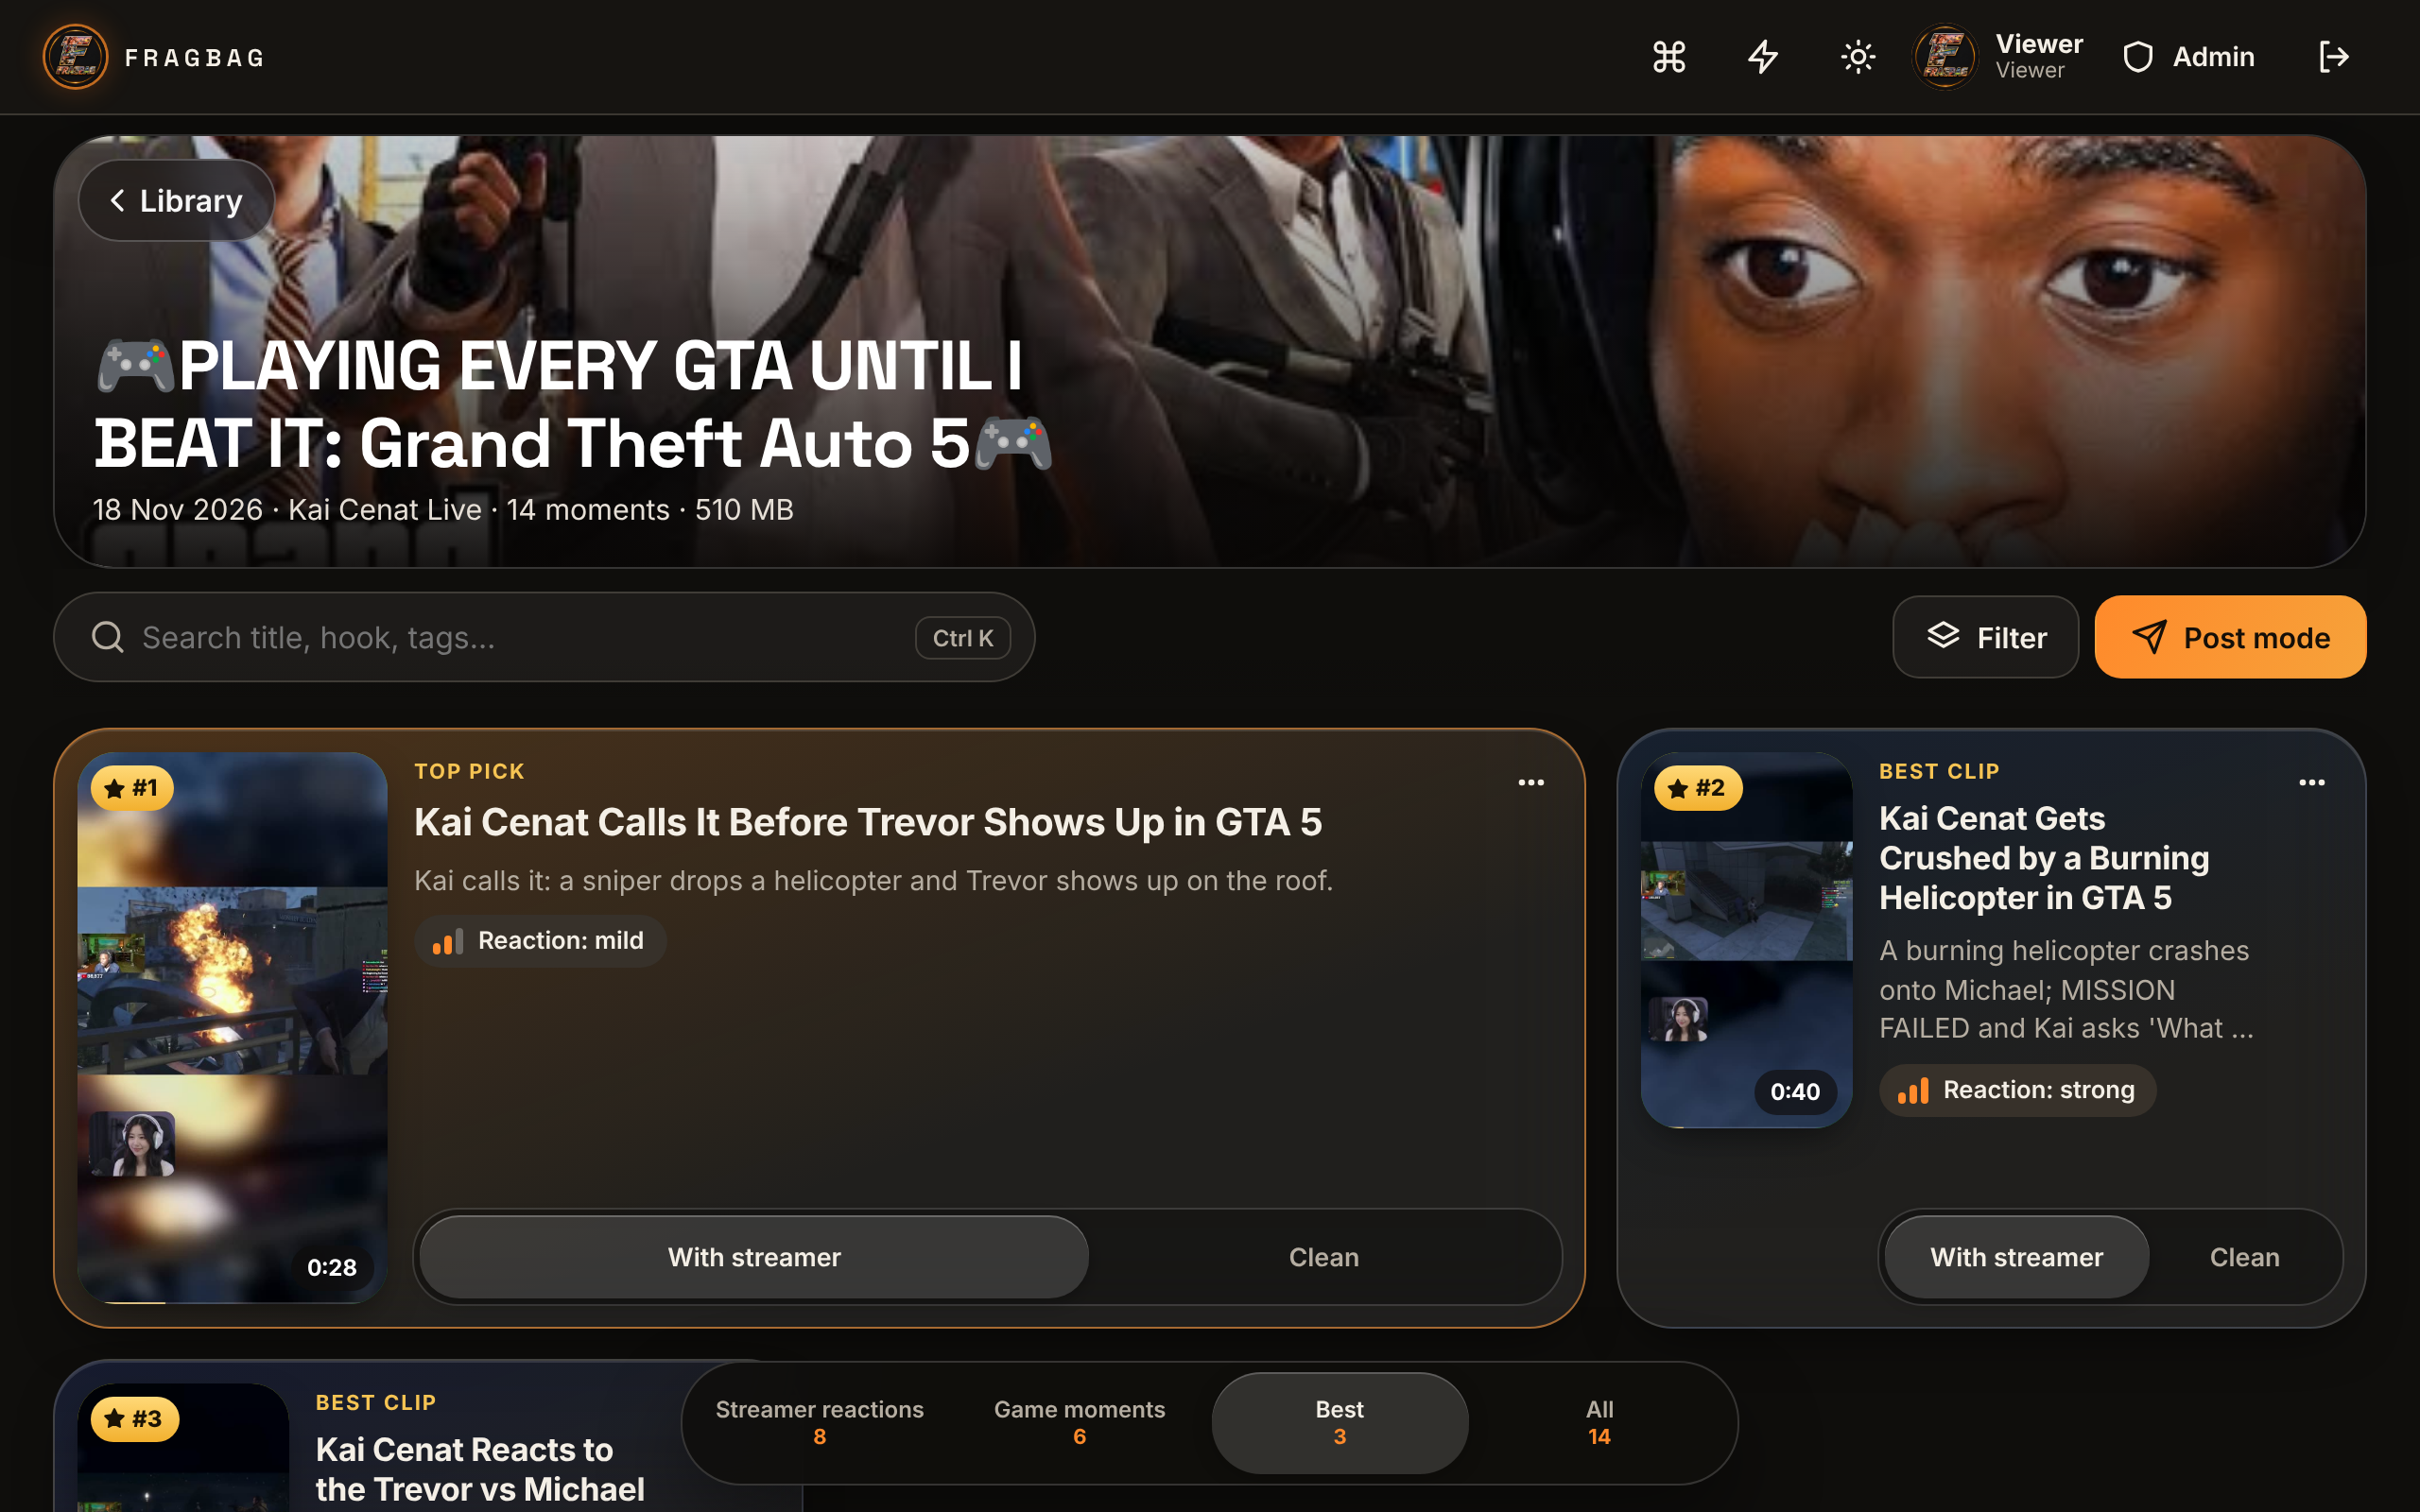 FRAGBAG
Viewer
Viewer
Admin
Library
🎮PLAYING EVERY GTA UNTIL I
BEAT IT: Grand Theft Auto 5🎮
18 Nov 2026 · Kai Cenat Live · 14 moments · 510 MB
Search title, hook, tags...
Ctrl K
Filter
Post mode
#1
TOP PICK
Kai Cenat Calls It Before Trevor Shows Up in GTA 5
Kai calls it: a sniper drops a helicopter and Trevor shows up on the roof.
Reaction: mild
0:28
With streamer
Clean
#2
BEST CLIP
Kai Cenat Gets
Crushed by a Burning
Helicopter in GTA 5
A burning helicopter crashes
onto Michael; MISSION
FAILED and Kai asks 'What ...
Reaction: strong
0:40
With streamer
Clean
#3
BEST CLIP
Kai Cenat Reacts to
the Trevor vs Michael
Streamer reactions
8
Game moments
6
Best
3
All
14